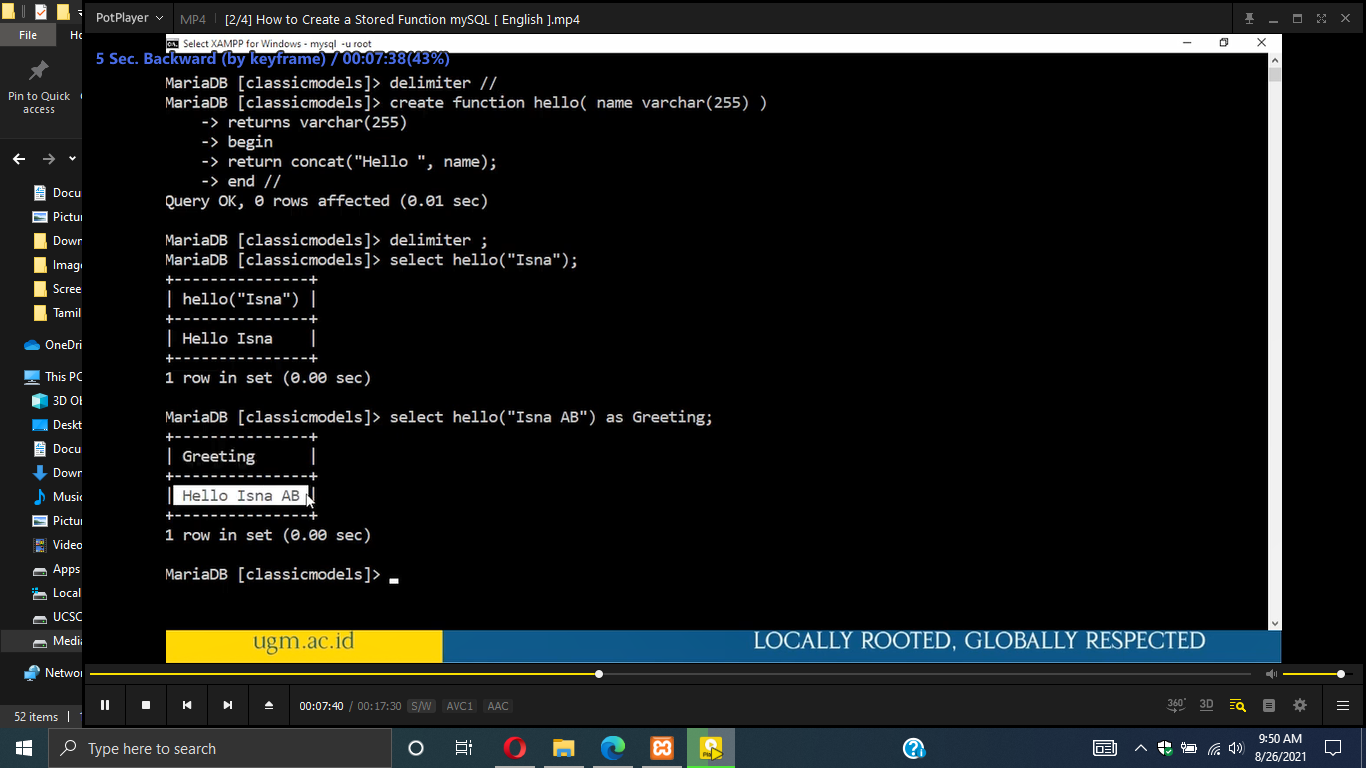 PotPlayer
MP4
[2/4] How to Create a Stored Function mySQL [ English ].mp4
File
Select XAMPP for Windows - mysql -u root
5 Sec. Backward (by keyframe) / 00:07:38(43%)
MariaDB [classicmodels]> delimiter //
MariaDB [classicmodels]> create function hello( name varchar(255) )
-> returns varchar(255)
-> begin
-> return concat("Hello ", name);
-> end //
Query OK, 0 rows affected (0.01 sec)
MariaDB [classicmodels]> delimiter ;
MariaDB [classicmodels]> select hello("Isna");
+---------------+
| hello("Isna") |
+---------------+
| Hello Isna    |
+---------------+
1 row in set (0.00 sec)
MariaDB [classicmodels]> select hello("Isna AB") as Greeting;
+---------------+
| Greeting      |
+---------------+
| Hello Isna AB |
+---------------+
1 row in set (0.00 sec)
MariaDB [classicmodels]>
ugm.ac.id
LOCALLY ROOTED, GLOBALLY RESPECTED
Pin to Quick
access
Docu
Pictur
Down
Image
Scree
Tamil
OneDri
This PC
3D Ob
Deskt
Docu
Down
Music
Pictur
Video
Apps
Local
UCSC
Media
Networ
52 items
00:07:40 / 00:17:30 S/W AVC1 AAC
360°
3D
Type here to search
9:50 AM
8/26/2021